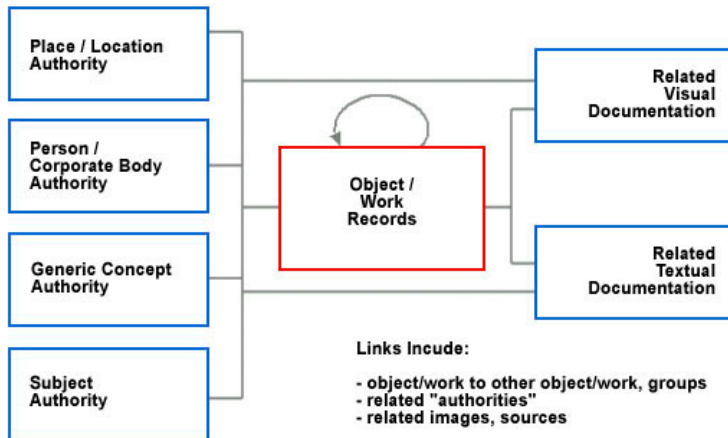 Place / Location
Authority
Person /
Corporate Body
Authority
Generic Concept
Authority
Subject
Authority
Object /
Work
Records
Related
Visual
Documentation
Related
Textual
Documentation
Links Incude:
- object/work to other object/work, groups
- related "authorities"
- related images, sources